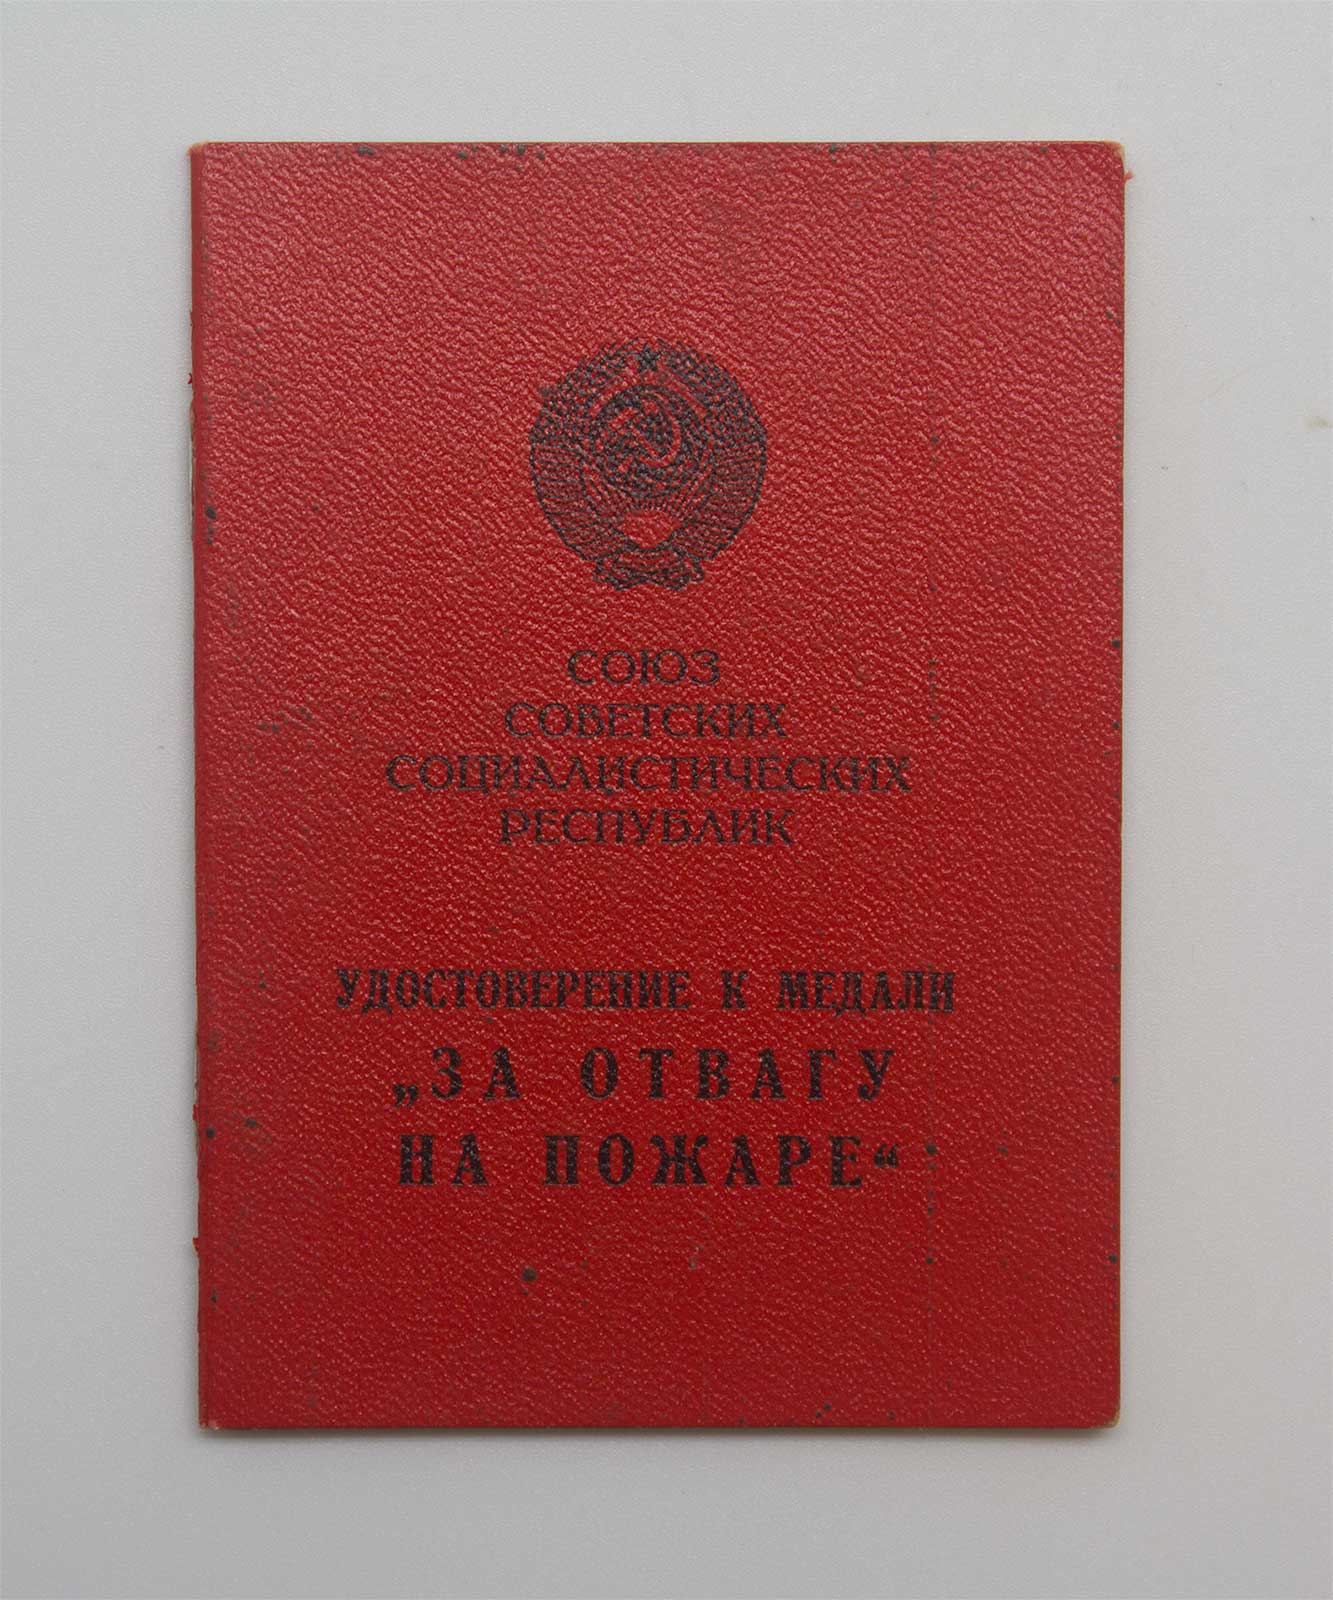 СОЮЗ
СОВЕТСКИХ
СОЦИАЛИСТИЧЕСКИХ
РЕСПУБЛИК
УДОСТОВЕРЕНИЕ К МЕДАЛИ
„ЗА ОТВАГУ
НА ПОЖАРЕ“